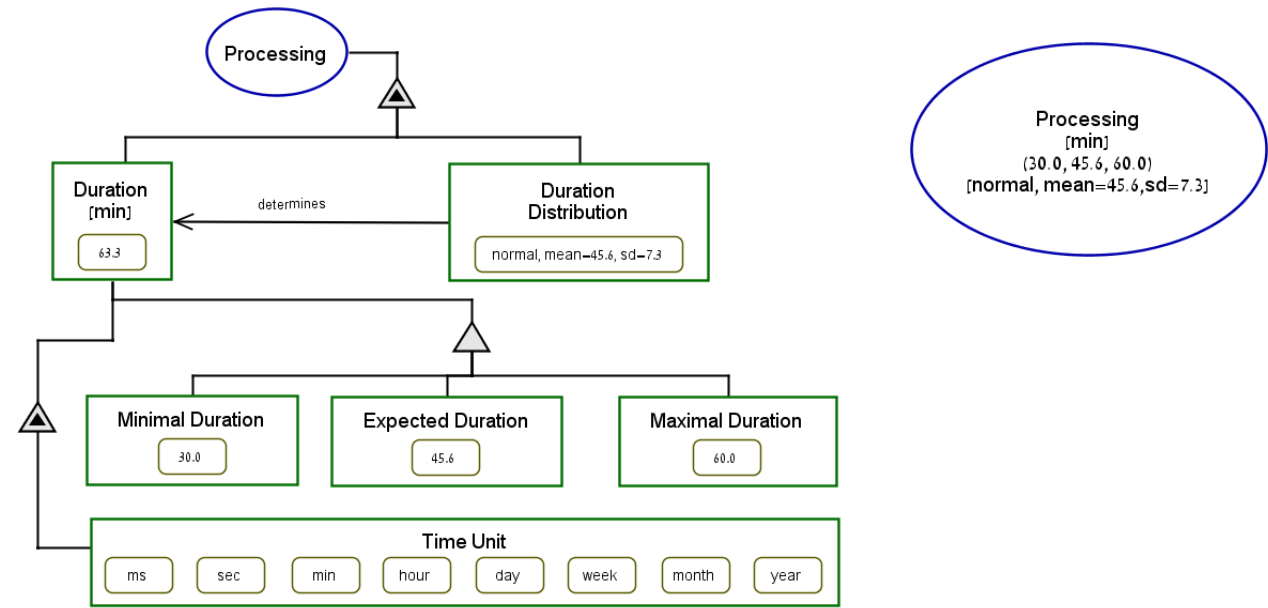 Processing
Processing
[min]
(30.0, 45.6, 60.0)
[normal, mean=45.6,sd=7.3]
Duration
[min]
63.3
determines
Duration
Distribution
normal, mean=45.6, sd=7.3
Minimal Duration
30.0
Expected Duration
45.6
Maximal Duration
60.0
Time Unit
ms sec min hour day week month year